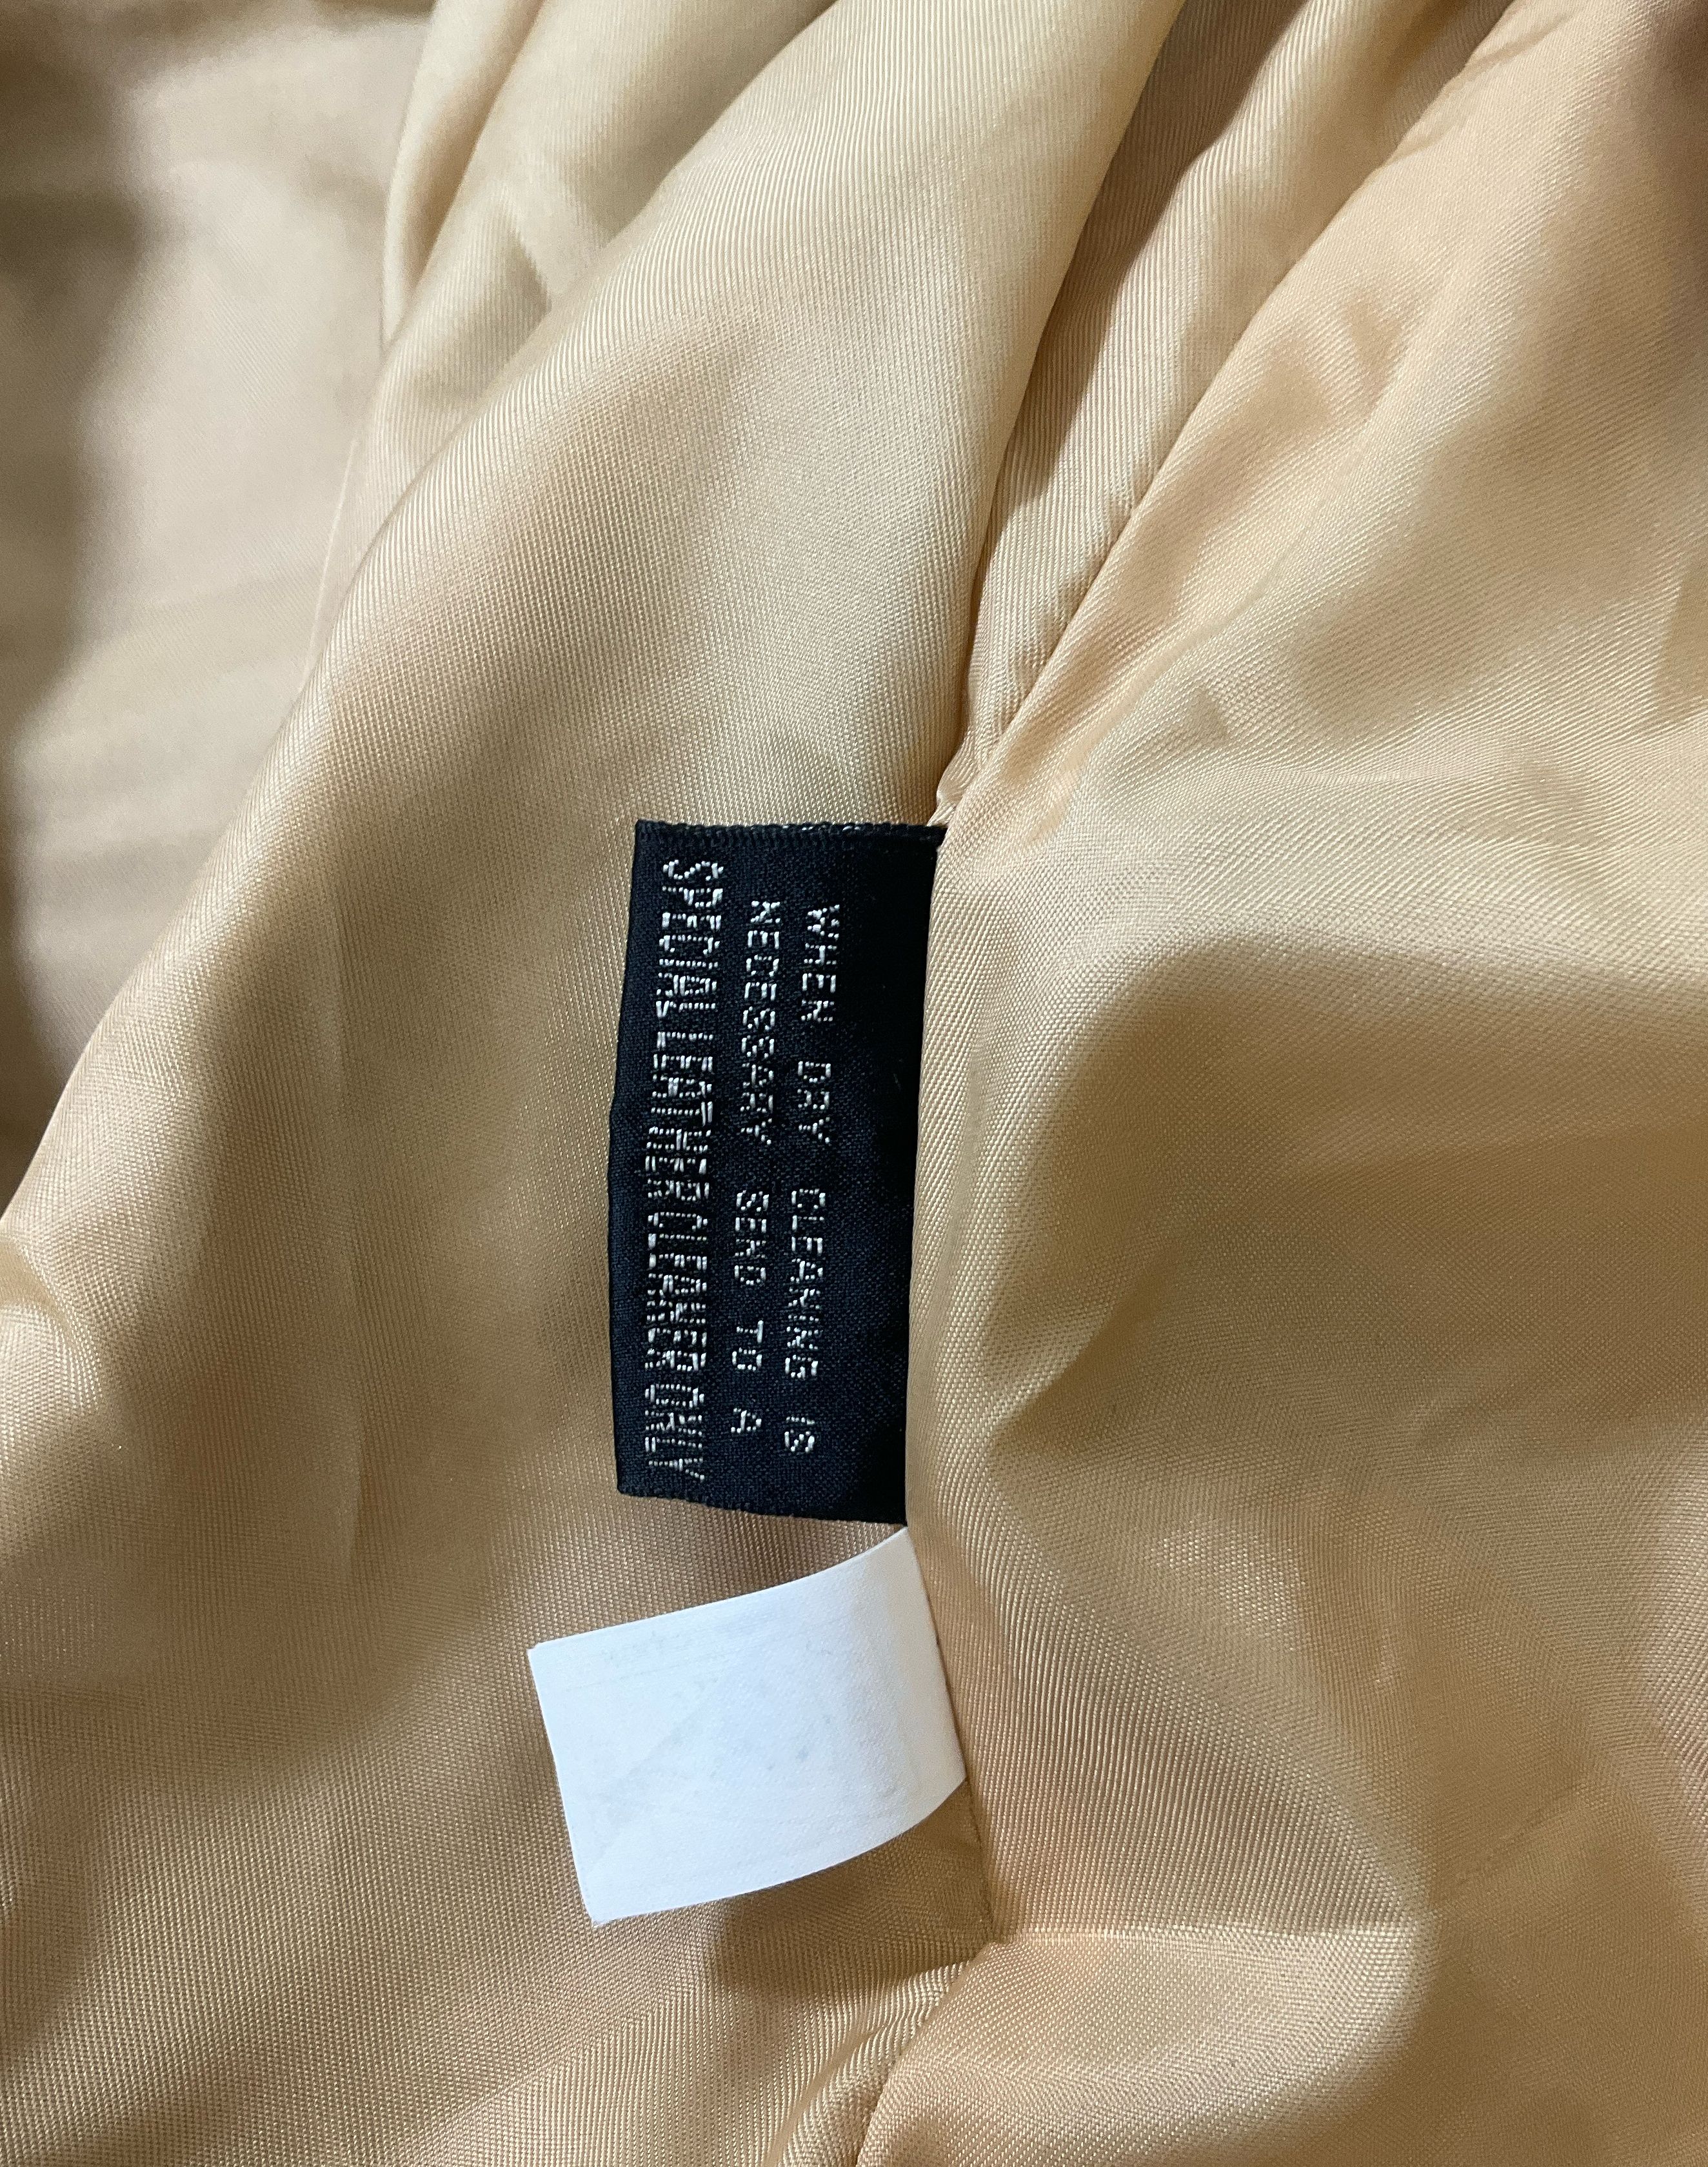 WHEN DRY CLEANING IS
NECESSARY SEND TO A
SPECIAL LEATHER CLEANER ONLY